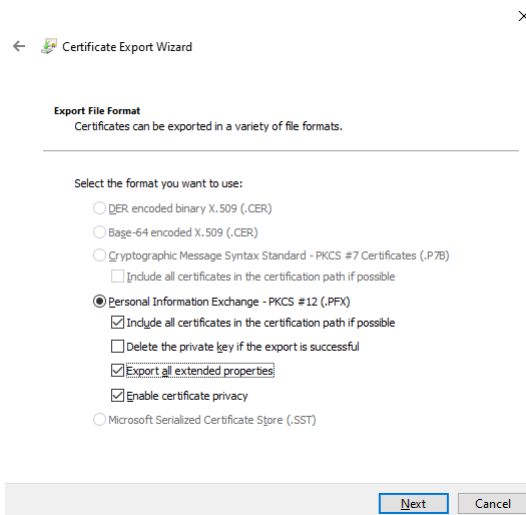 Certificate Export Wizard
Export File Format
Certificates can be exported in a variety of file formats.
Select the format you want to use:
DER encoded binary X.509 (.CER)
Base-64 encoded X.509 (.CER)
Cryptographic Message Syntax Standard - PKCS #7 Certificates (.P7B)
Include all certificates in the certification path if possible
Personal Information Exchange - PKCS #12 (.PFX)
Include all certificates in the certification path if possible
Delete the private key if the export is successful
Export all extended properties
Enable certificate privacy
Microsoft Serialized Certificate Store (.SST)
Next Cancel